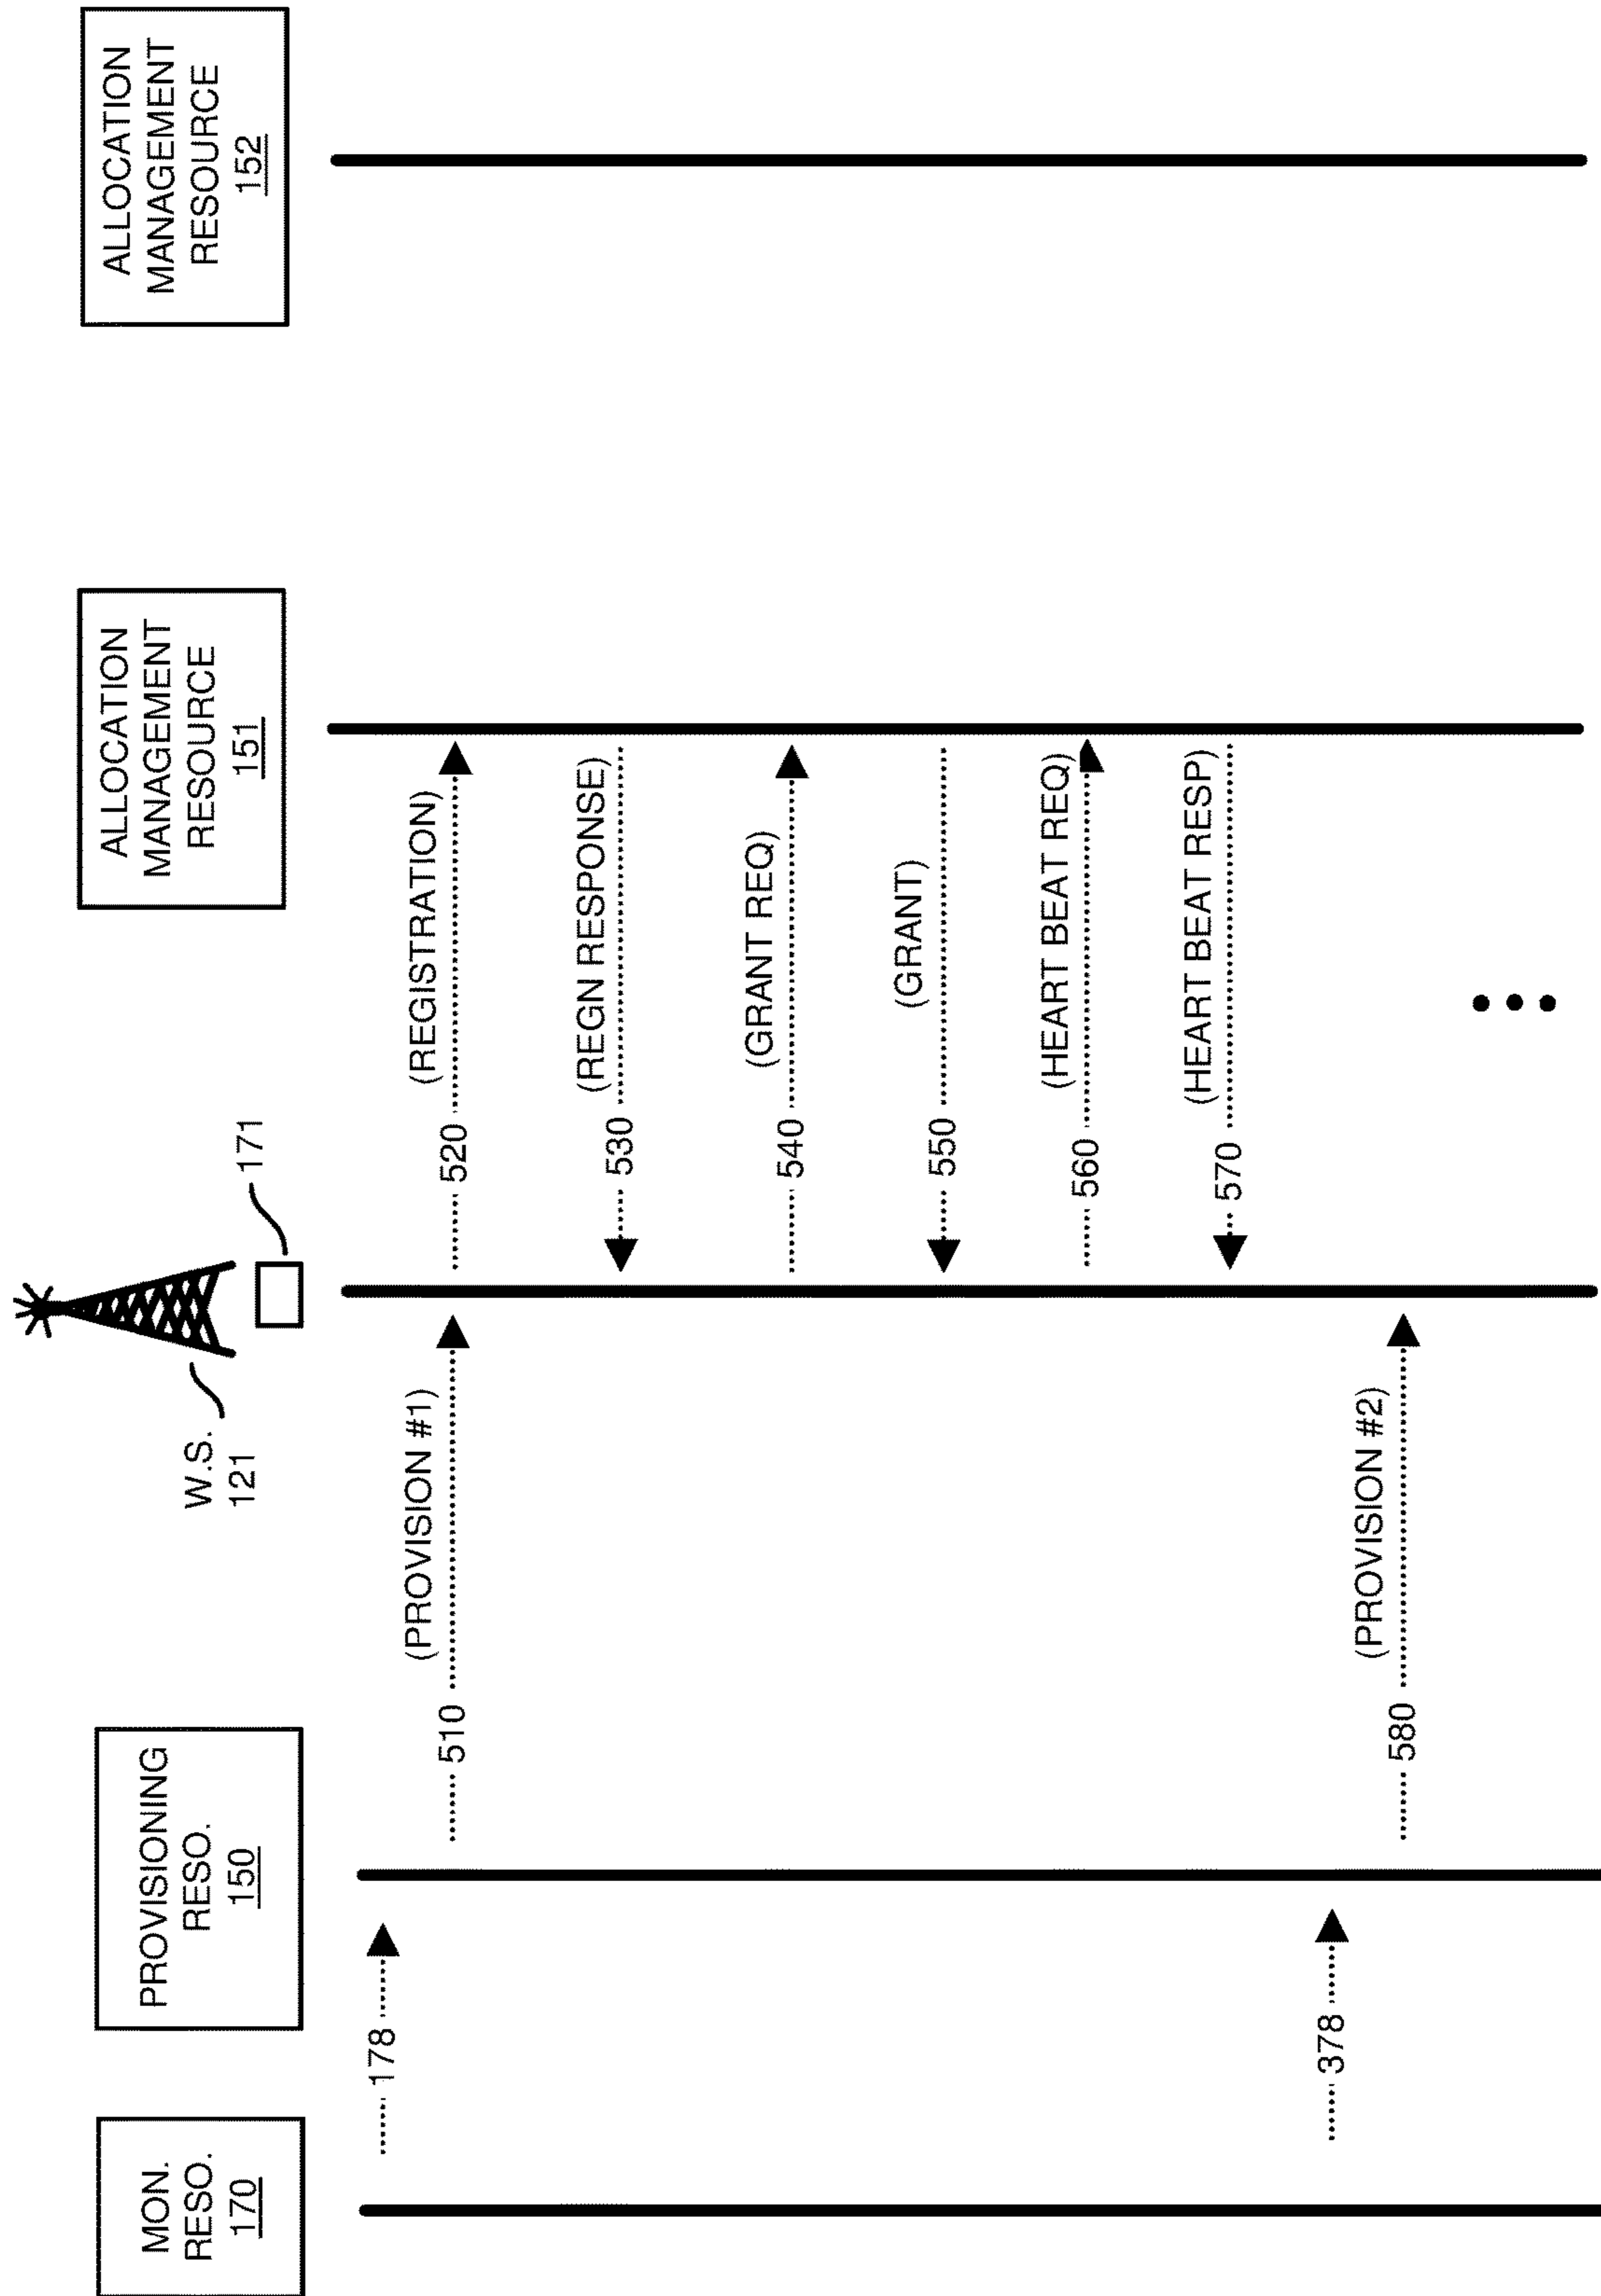 MON.
RESO.
170
PROVISIONING
RESO.
150
W.S.
121
171
ALLOCATION
MANAGEMENT
RESOURCE
151
ALLOCATION
MANAGEMENT
RESOURCE
152
178
(PROVISION #1)
510
(REGISTRATION)
520
(REGN RESPONSE)
530
(GRANT REQ)
540
(GRANT)
550
(HEART BEAT REQ)
560
(HEART BEAT RESP)
570
378
(PROVISION #2)
580